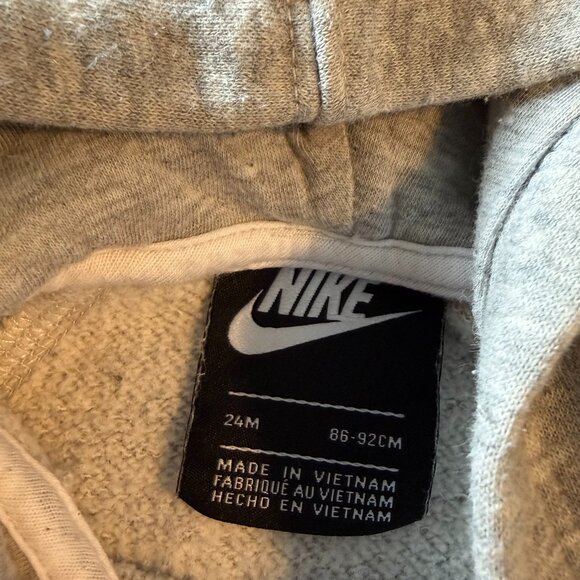 NIKE
24M 86-92CM
MADE IN VIETNAM
FABRIQUÉ AU VIETNAM
HECHO EN VIETNAM